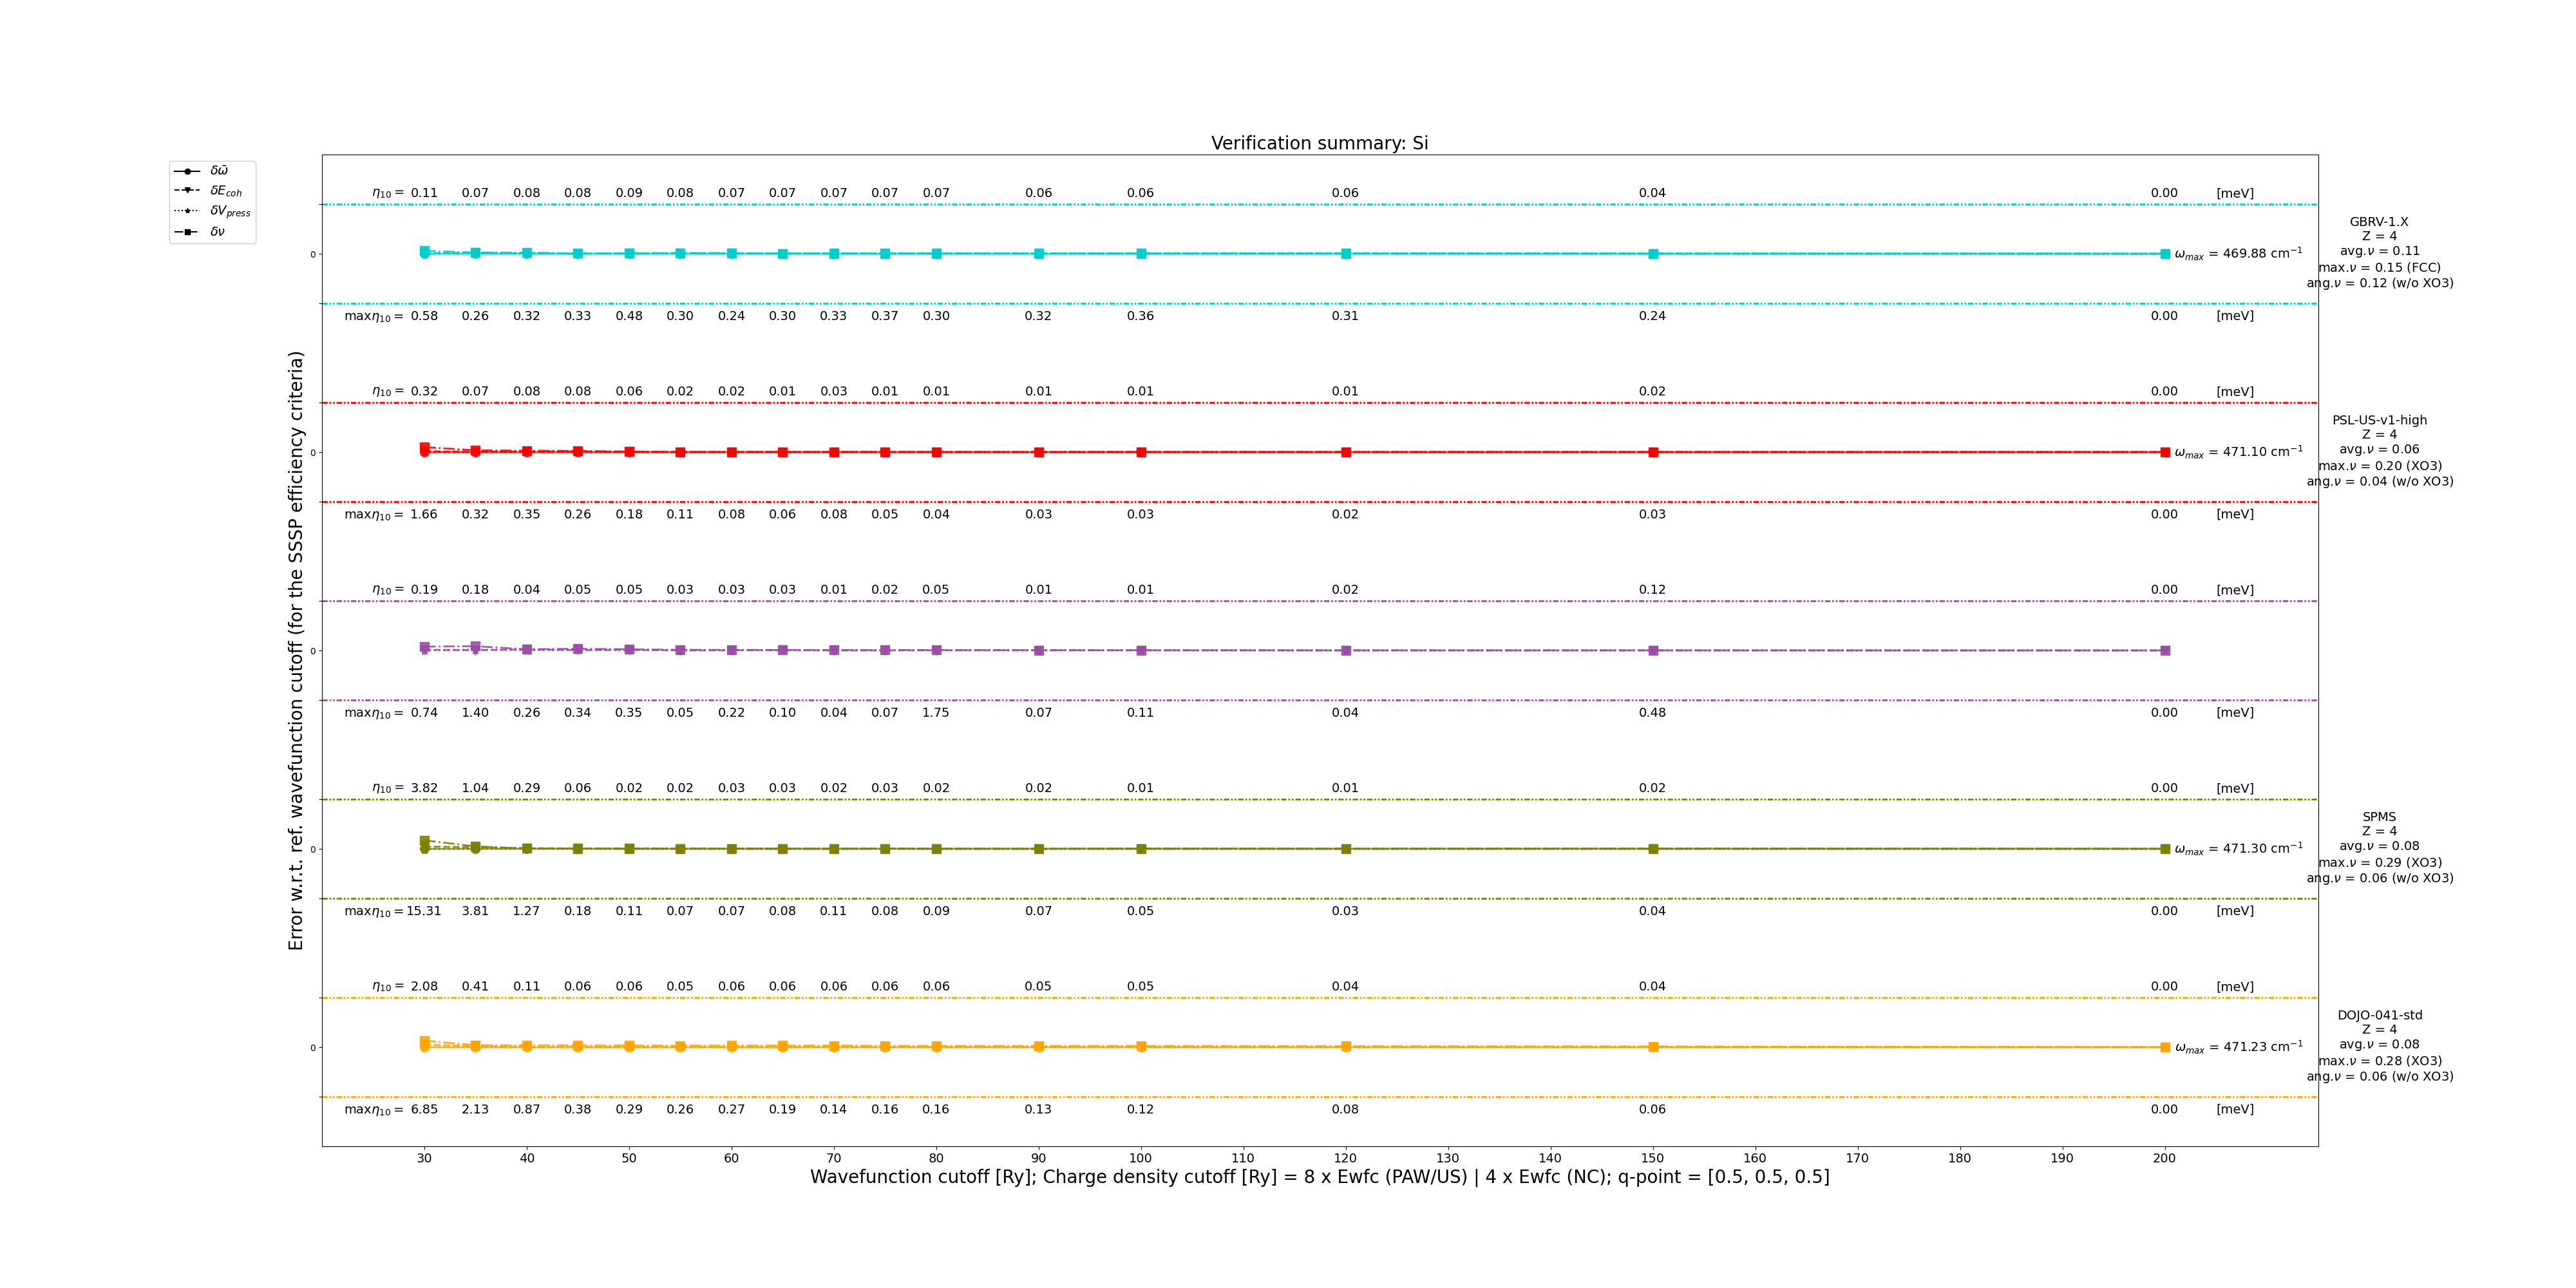 Verification summary: Si
δω̄
δE_coh
δV_press
δν
η₁₀ = 0.11 0.07 0.08 0.08 0.09 0.08 0.07 0.07 0.07 0.07 0.07 0.06 0.06 0.06 0.04 0.00 [meV]
0
ω_max = 469.88 cm⁻¹
GBRV-1.X
Z = 4
avg.ν = 0.11
max.ν = 0.15 (FCC)
ang.ν = 0.12 (w/o XO3)
maxη₁₀ = 0.58 0.26 0.32 0.33 0.48 0.30 0.24 0.30 0.33 0.37 0.30 0.32 0.36 0.31 0.24 0.00 [meV]
η₁₀ = 0.32 0.07 0.08 0.08 0.06 0.02 0.02 0.01 0.03 0.01 0.01 0.01 0.01 0.01 0.02 0.00 [meV]
0
ω_max = 471.10 cm⁻¹
PSL-US-v1-high
Z = 4
avg.ν = 0.06
max.ν = 0.20 (XO3)
ang.ν = 0.04 (w/o XO3)
maxη₁₀ = 1.66 0.32 0.35 0.26 0.18 0.11 0.08 0.06 0.08 0.05 0.04 0.03 0.03 0.02 0.03 0.00 [meV]
η₁₀ = 0.19 0.18 0.04 0.05 0.05 0.03 0.03 0.03 0.01 0.02 0.05 0.01 0.01 0.02 0.12 0.00 [meV]
0
maxη₁₀ = 0.74 1.40 0.26 0.34 0.35 0.05 0.22 0.10 0.04 0.07 1.75 0.07 0.11 0.04 0.48 0.00 [meV]
η₁₀ = 3.82 1.04 0.29 0.06 0.02 0.02 0.03 0.03 0.02 0.03 0.02 0.02 0.01 0.01 0.02 0.00 [meV]
0
ω_max = 471.30 cm⁻¹
SPMS
Z = 4
avg.ν = 0.08
max.ν = 0.29 (XO3)
ang.ν = 0.06 (w/o XO3)
maxη₁₀ = 15.31 3.81 1.27 0.18 0.11 0.07 0.07 0.08 0.11 0.08 0.09 0.07 0.05 0.03 0.04 0.00 [meV]
η₁₀ = 2.08 0.41 0.11 0.06 0.06 0.05 0.06 0.06 0.06 0.06 0.06 0.05 0.05 0.04 0.04 0.00 [meV]
0
ω_max = 471.23 cm⁻¹
DOJO-041-std
Z = 4
avg.ν = 0.08
max.ν = 0.28 (XO3)
ang.ν = 0.06 (w/o XO3)
maxη₁₀ = 6.85 2.13 0.87 0.38 0.29 0.26 0.27 0.19 0.14 0.16 0.16 0.13 0.12 0.08 0.06 0.00 [meV]
30 40 50 60 70 80 90 100 110 120 130 140 150 160 170 180 190 200
Wavefunction cutoff [Ry]; Charge density cutoff [Ry] = 8 x Ewfc (PAW/US) | 4 x Ewfc (NC); q-point = [0.5, 0.5, 0.5]
Error w.r.t. ref. wavefunction cutoff (for the SSSP efficiency criteria)